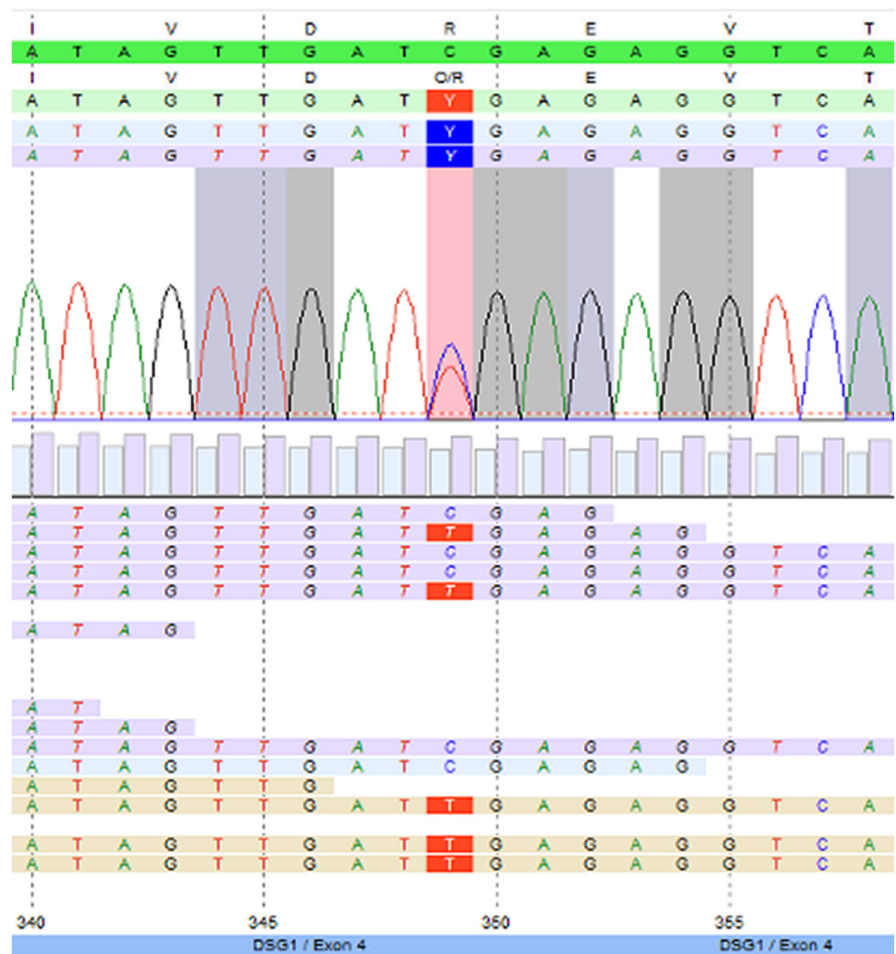 I V D R E V T
A T A G T T G A T C G A G A G G T C A
I V D O/R E V T
A T A G T T G A T Y G A G A G G T C A
A T A G T T G A T Y G A G A G G T C A
A T A G T T G A T Y G A G A G G T C A
A T A G T T G A T C G A G
A T A G T T G A T T G A G A G
A T A G T T G A T C G A G A G G T C A
A T A G T T G A T C G A G A G G T C A
A T A G T T G A T T G A G A G G T C A
A T A G
A T
A T A G
A T A G T T G A T C G A G A G G T C A
A T A G T T G A T C G A G A G
A T A G T T G
A T A G T T G A T T G A G A G G T C A
A T A G T T G A T T G A G A G G T C A
A T A G T T G A T T G A G A G G T C A
340 345 350 355
DSG1 / Exon 4 DSG1 / Exon 4